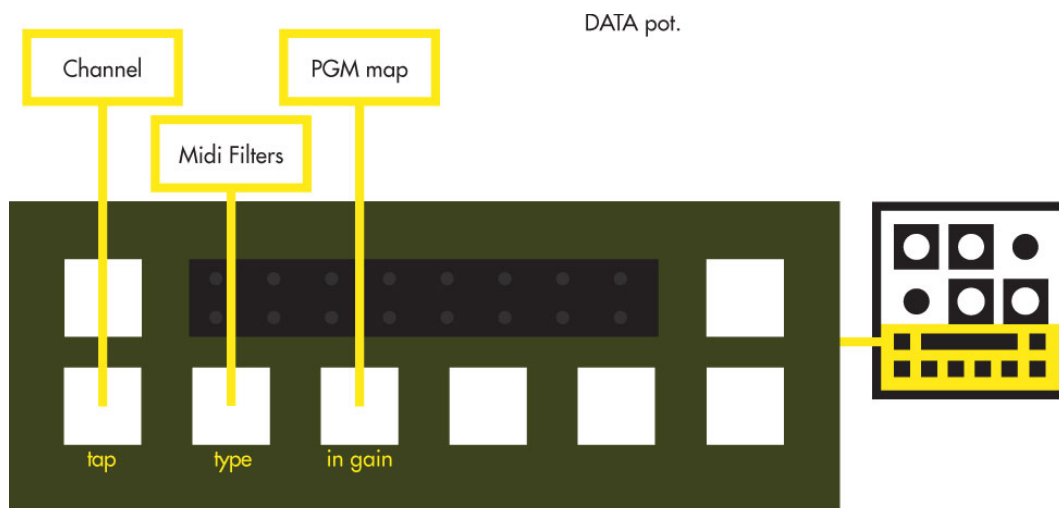 DATA pot.
Channel
PGM map
Midi Filters
tap
type
in gain